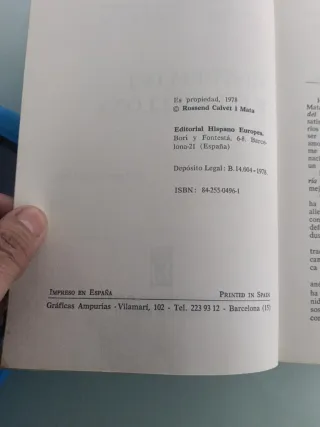 Es propiedad, 1978
© Rossend Calvet i Mata
Editorial Hispano Europea.
Bori y Fontestá, 6-8. Barce-
lona-21 (España)
Depósito Legal: B. 14.004 - 1978.
ISBN: 84-255-0496-1
IMPRESO EN ESPAÑA
PRINTED IN SPAIN
Gráficas Ampurias - Vilamarí, 102 - Tel. 223 93 12 - Barcelona (15)